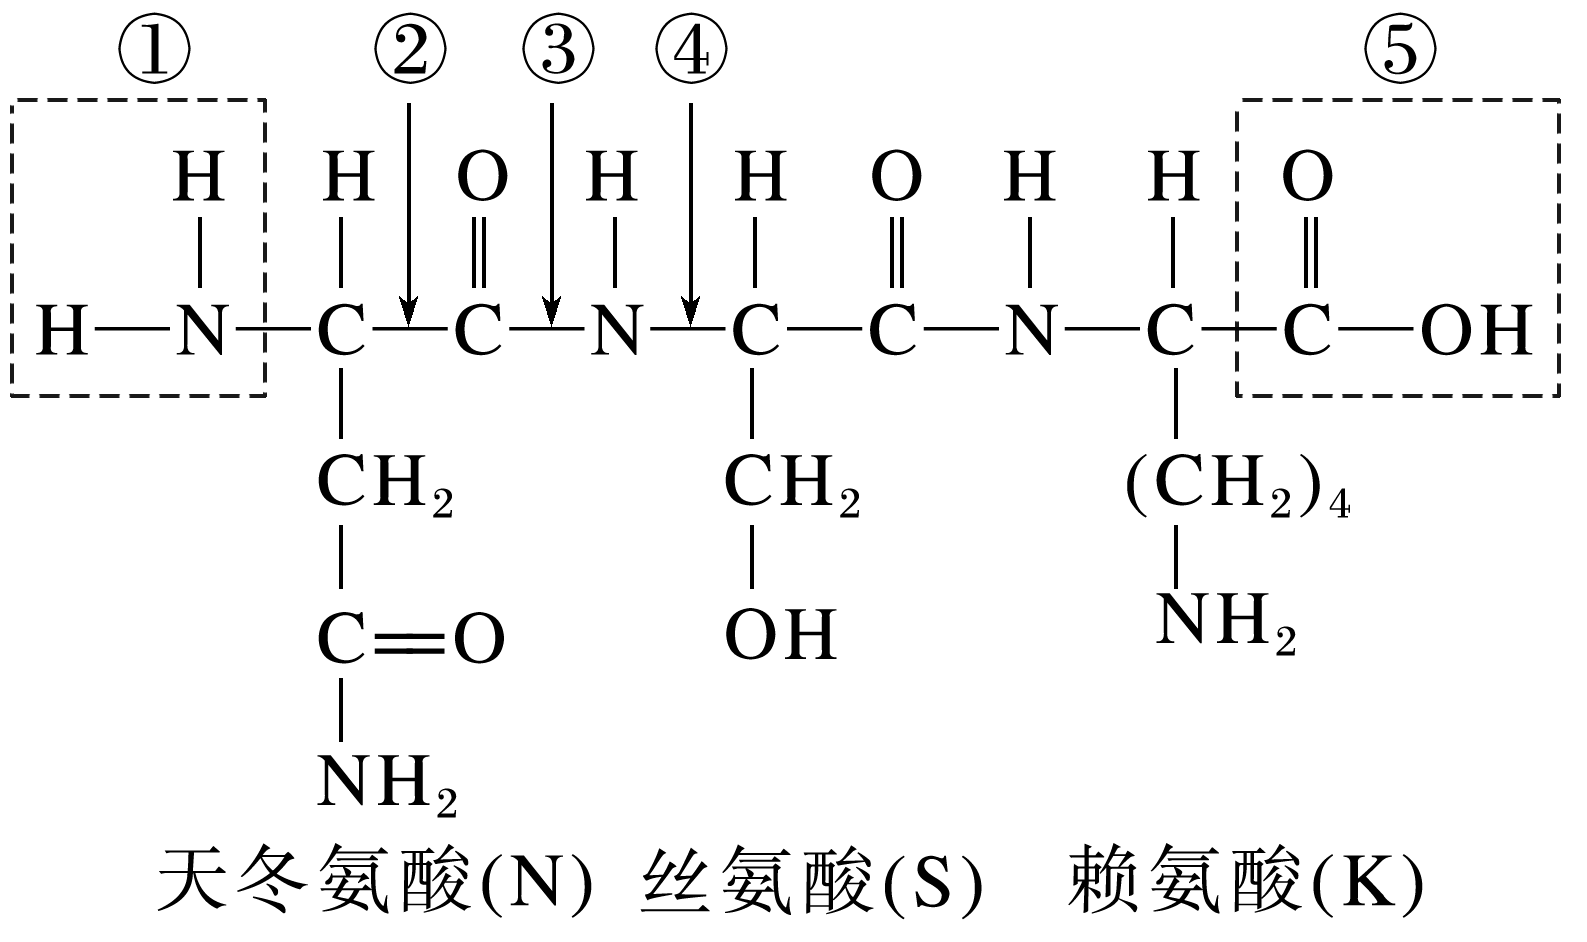 ① ② ③ ④ ⑤
H H O H H O H H O
H—N—C—C—N—C—C—N—C—C—OH
CH₂ CH₂ (CH₂)₄
C=O OH NH₂
NH₂
天冬氨酸(N) 丝氨酸(S) 赖氨酸(K)